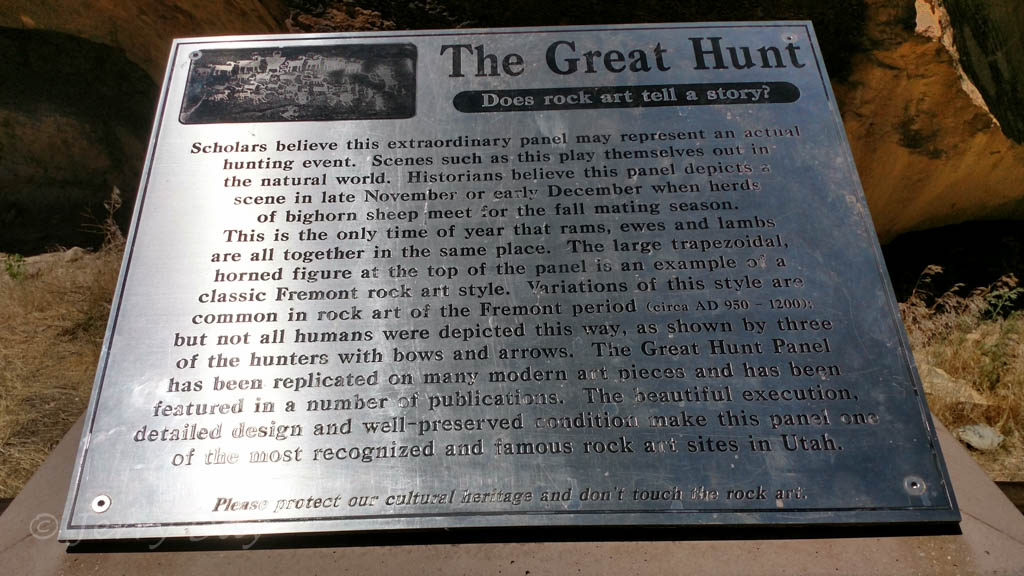 The Great Hunt
Does rock art tell a story?
Scholars believe this extraordinary panel may represent an actual
hunting event. Scenes such as this play themselves out in
the natural world. Historians believe this panel depicts a
scene in late November or early December when herds
of bighorn sheep meet for the fall mating season.
This is the only time of year that rams, ewes and lambs
are all together in the same place. The large trapezoidal,
horned figure at the top of the panel is an example of a
classic Fremont rock art style. Variations of this style are
common in rock art of the Fremont period (circa AD 950 - 1200);
but not all humans were depicted this way, as shown by three
of the hunters with bows and arrows. The Great Hunt Panel
has been replicated on many modern art pieces and has been
featured in a number of publications. The beautiful execution,
detailed design and well-preserved condition make this panel one
of the most recognized and famous rock art sites in Utah.
Please protect our cultural heritage and don't touch the rock art.
©